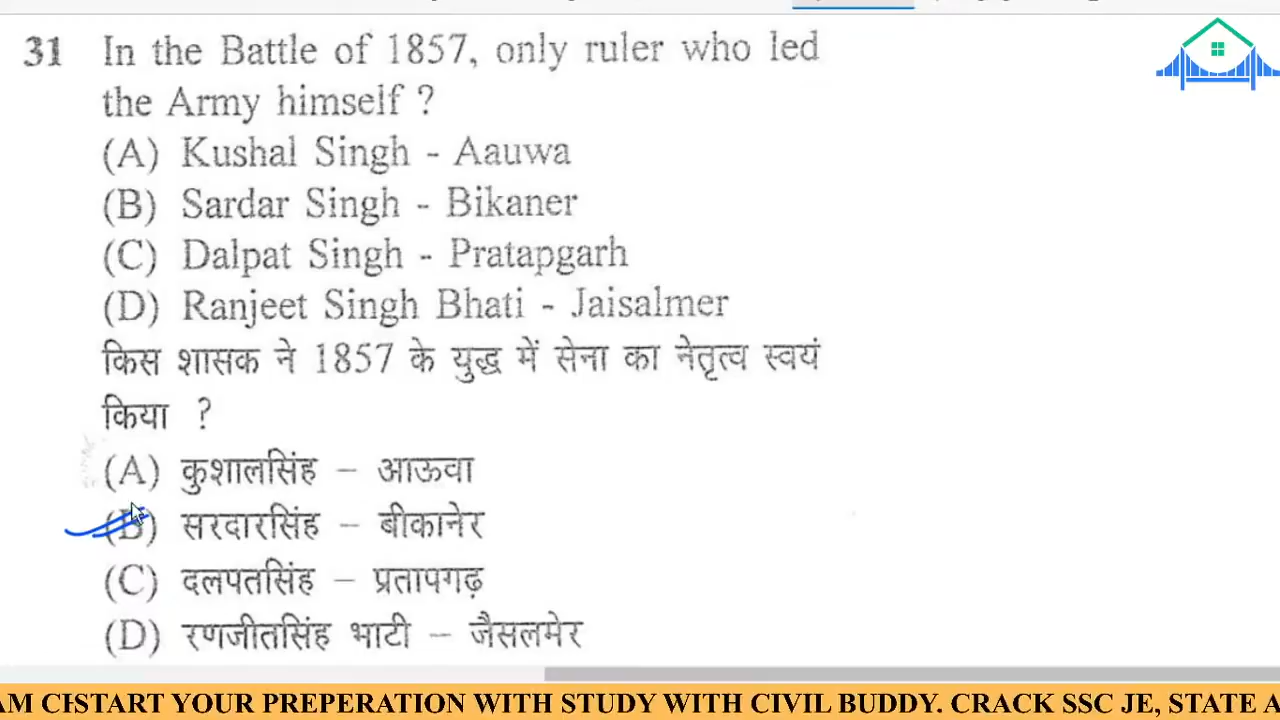 31 In the Battle of 1857, only ruler who led
the Army himself ?
(A) Kushal Singh - Aauwa
(B) Sardar Singh - Bikaner
(C) Dalpat Singh - Pratapgarh
(D) Ranjeet Singh Bhati - Jaisalmer
किस शासक ने 1857 के युद्ध में सेना का नेतृत्व स्वयं
किया ?
(A) कुशालसिंह – आऊवा
(B) सरदारसिंह – बीकानेर
(C) दलपतसिंह – प्रतापगढ़
(D) रणजीतसिंह भाटी – जैसलमेर
AM CHSTART YOUR PREPERATION WITH STUDY WITH CIVIL BUDDY. CRACK SSC JE, STATE A